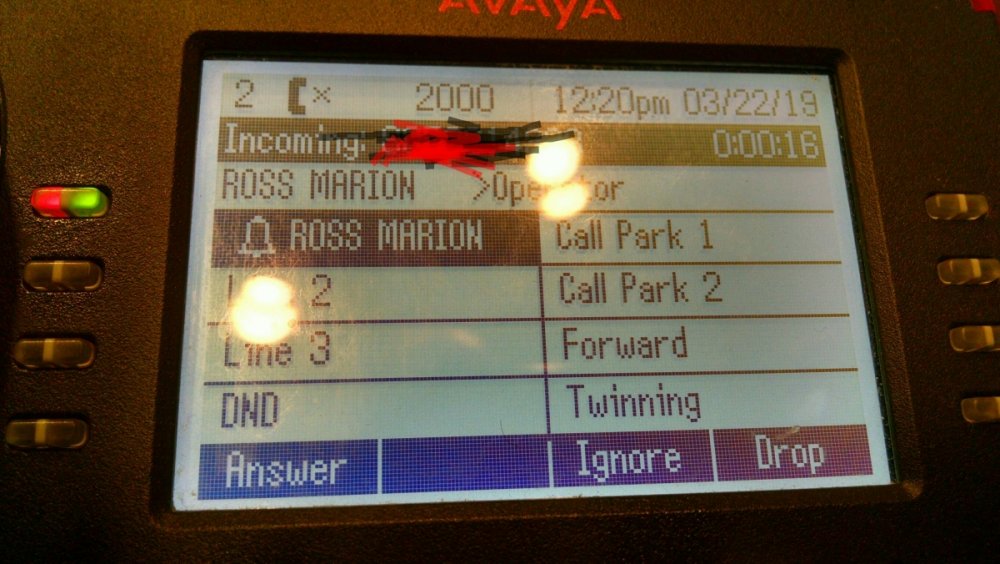 AVAYA
2 × 2000 12:20pm 03/22/19
Incoming: 0:00:16
ROSS MARION >Operator
ROSS MARION Call Park 1
Line 2 Call Park 2
Line 3 Forward
DND Twinning
Answer Ignore Drop